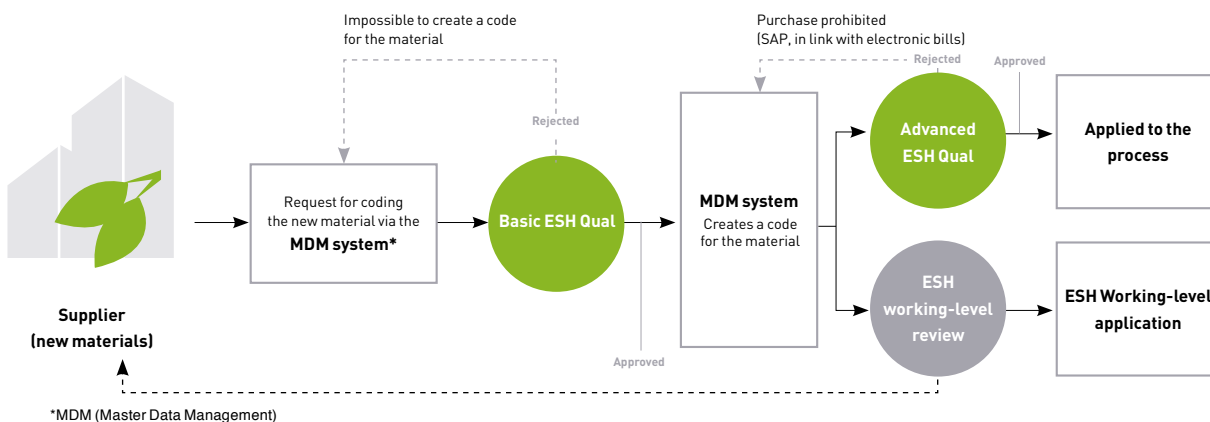 Impossible to create a code
for the material
Purchase prohibited
(SAP, in link with electronic bills)
Rejected
Approved
Rejected
Supplier
(new materials)
Request for coding
the new material via the
MDM system*
Basic ESH Qual
Approved
MDM system
Creates a code
for the material
Advanced
ESH Qual
Applied to the
process
ESH
working-level
review
ESH Working-level
application
*MDM (Master Data Management)